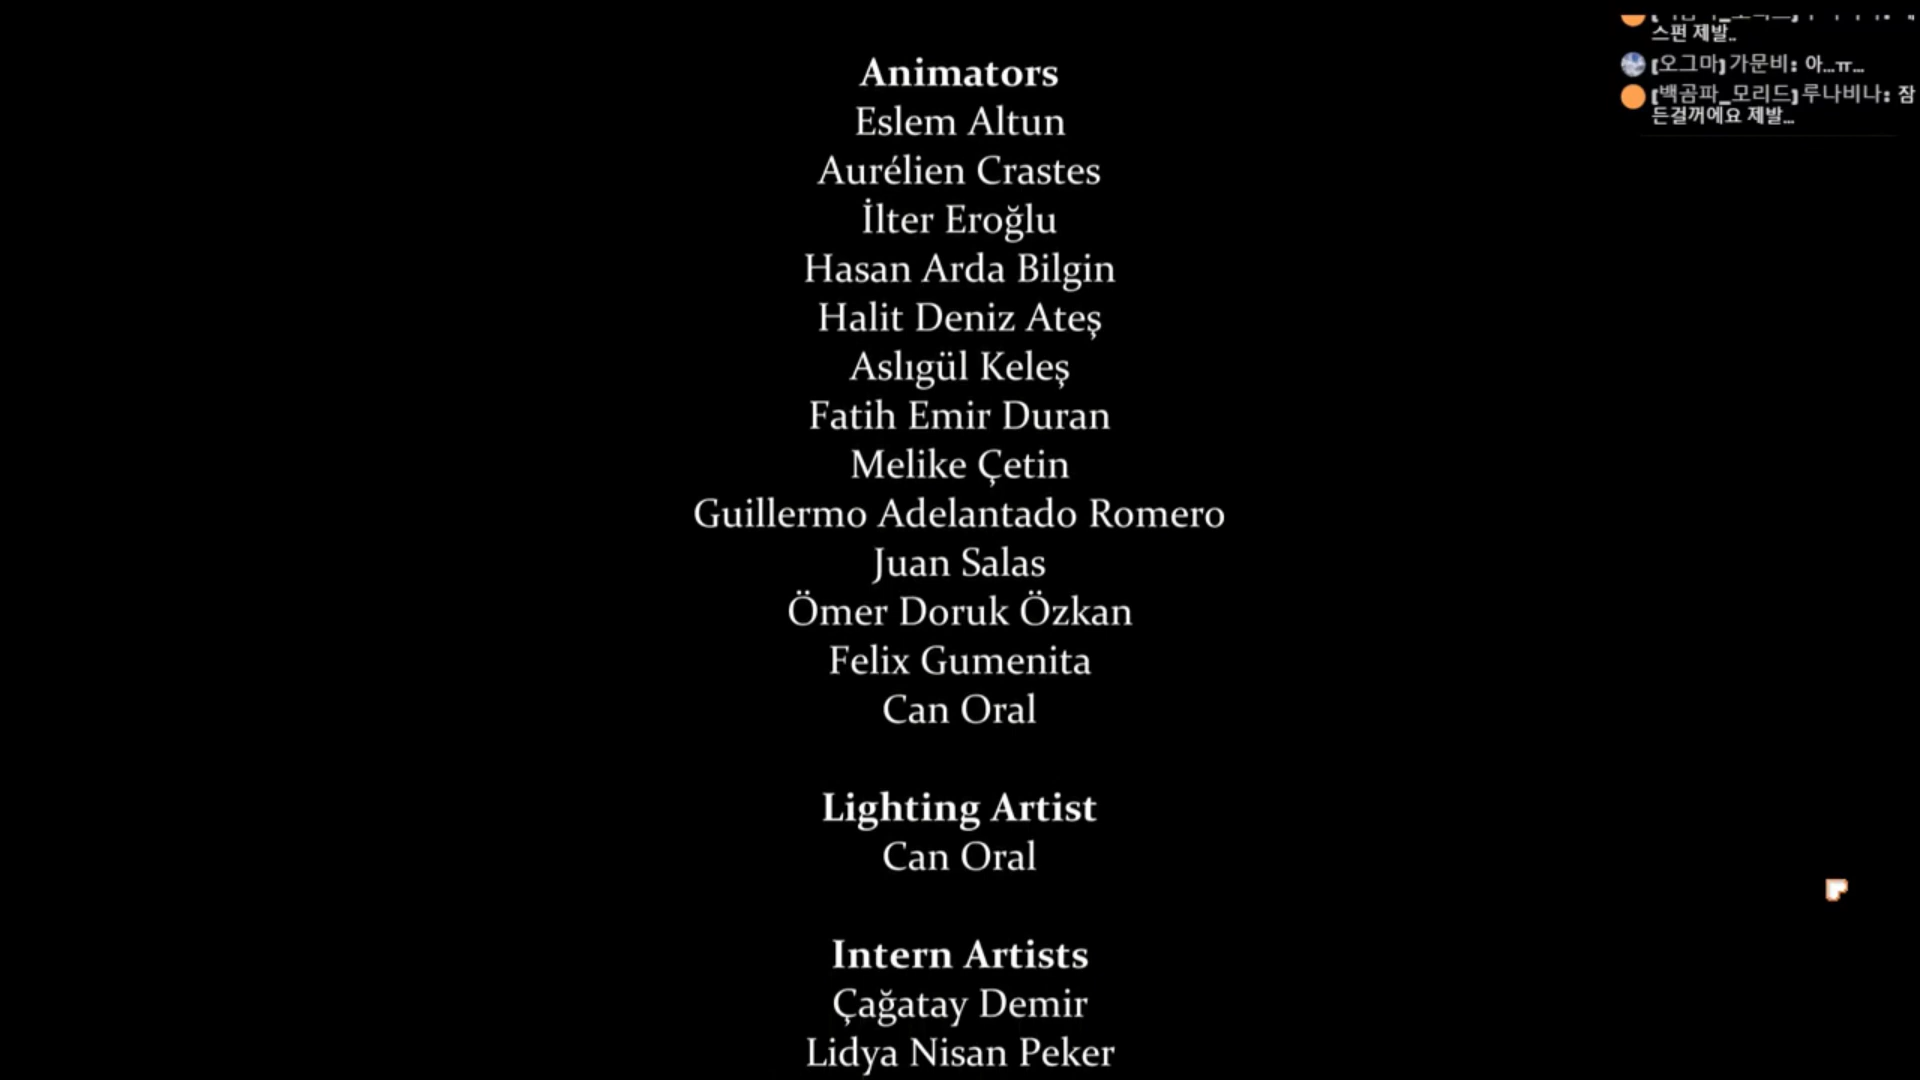 Animators
Eslem Altun
Aurélien Crastes
İlter Eroğlu
Hasan Arda Bilgin
Halit Deniz Ateş
Aslıgül Keleş
Fatih Emir Duran
Melike Çetin
Guillermo Adelantado Romero
Juan Salas
Ömer Doruk Özkan
Felix Gumenita
Can Oral
Lighting Artist
Can Oral
Intern Artists
Çağatay Demir
Lidya Nisan Peker
스펀 제발..
[오그마] 가문비: 아...ㅠ...
[백곰파_모리드] 루나비나: 잠
든걸꺼에요 제발...